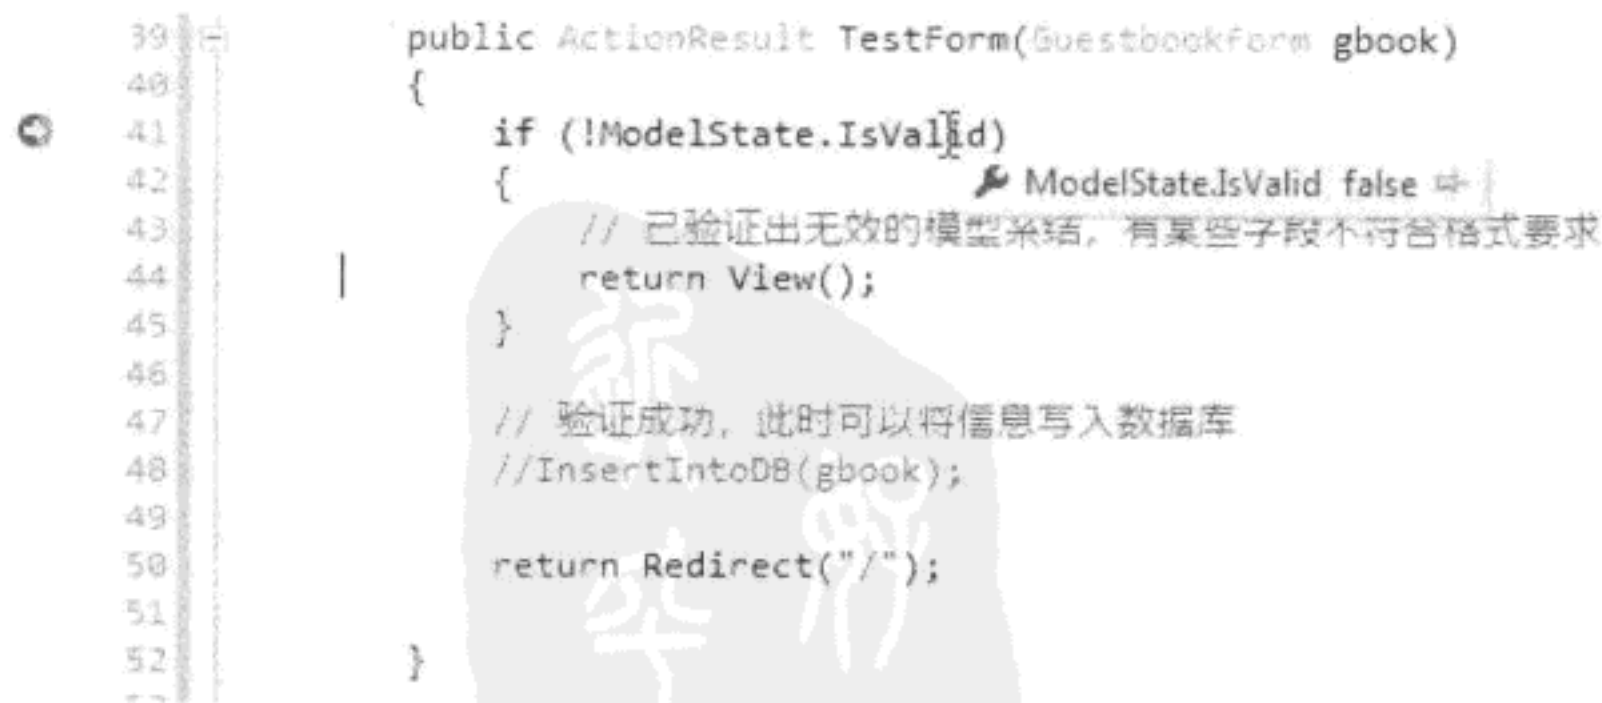 39 public ActionResult TestForm(GuestbookForm gbook)
40 {
41 if (!ModelState.IsValid)
42 {
ModelState.IsValid false
43 // 已验证出无效的模型系结，有某些字段不符合格式要求
44 return View();
45 }
46
47 // 验证成功，此时可以将信息写入数据库
48 //InsertIntoDB(gbook);
49
50 return Redirect("/");
51
52 }